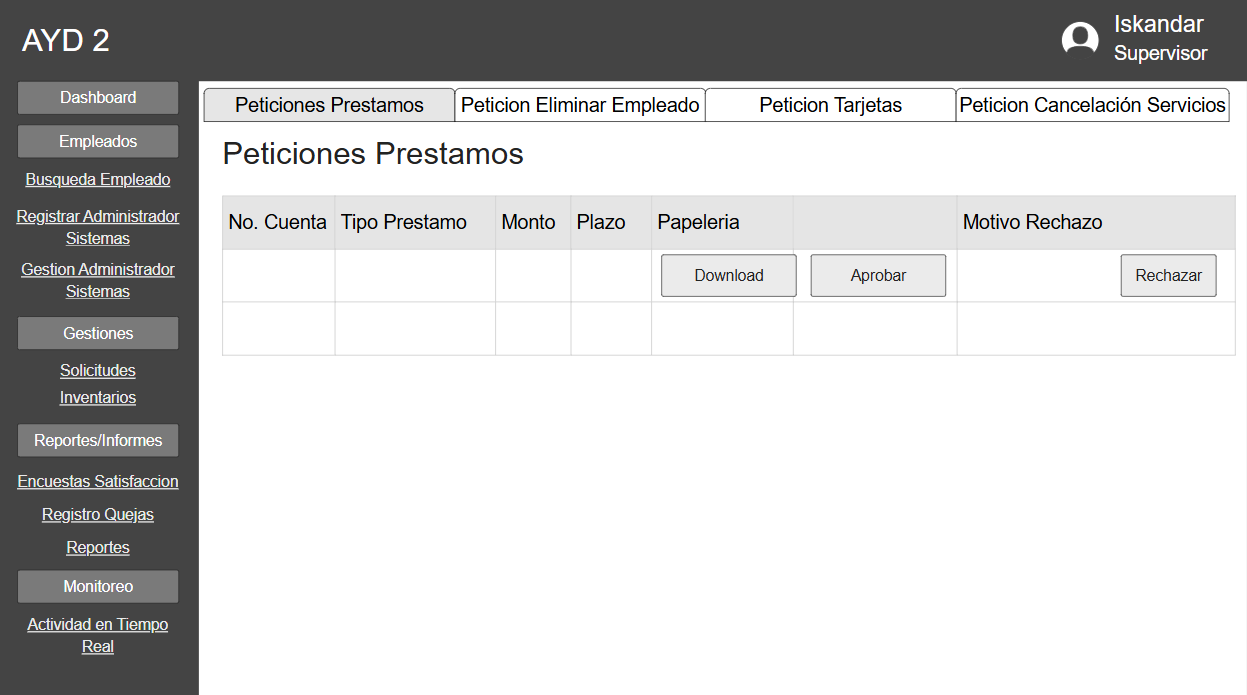 AYD 2
Iskandar
Supervisor
Dashboard
Empleados
Busqueda Empleado
Registrar Administrador
Sistemas
Gestion Administrador
Sistemas
Gestiones
Solicitudes
Inventarios
Reportes/Informes
Encuestas Satisfaccion
Registro Quejas
Reportes
Monitoreo
Actividad en Tiempo
Real
Peticiones Prestamos
Peticion Eliminar Empleado
Peticion Tarjetas
Peticion Cancelación Servicios
Peticiones Prestamos
No. Cuenta Tipo Prestamo Monto Plazo Papeleria Motivo Rechazo
Download Aprobar Rechazar